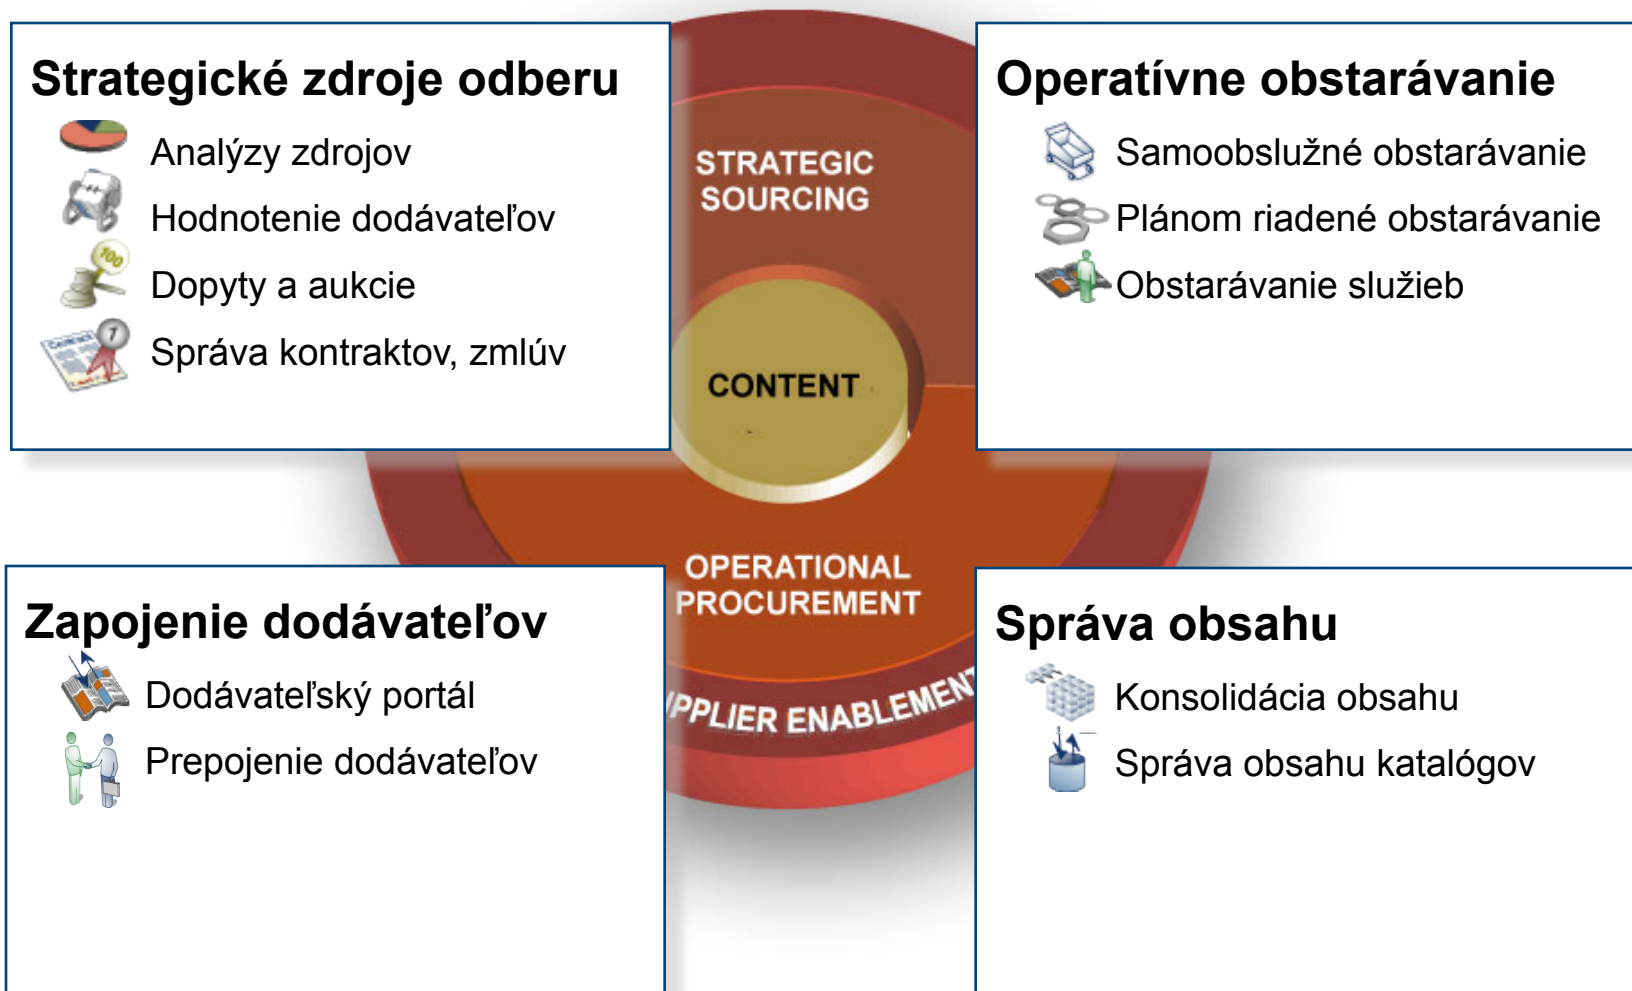 Strategické zdroje odberu
Analýzy zdrojov
Hodnotenie dodávateľov
Dopyty a aukcie
Správa kontraktov, zmlúv
Operatívne obstarávanie
Samoobslužné obstarávanie
Plánom riadené obstarávanie
Obstarávanie služieb
STRATEGIC
SOURCING
CONTENT
OPERATIONAL
PROCUREMENT
PPLIER ENABLEMENT
Zapojenie dodávateľov
Dodávateľský portál
Prepojenie dodávateľov
Správa obsahu
Konsolidácia obsahu
Správa obsahu katalógov
100